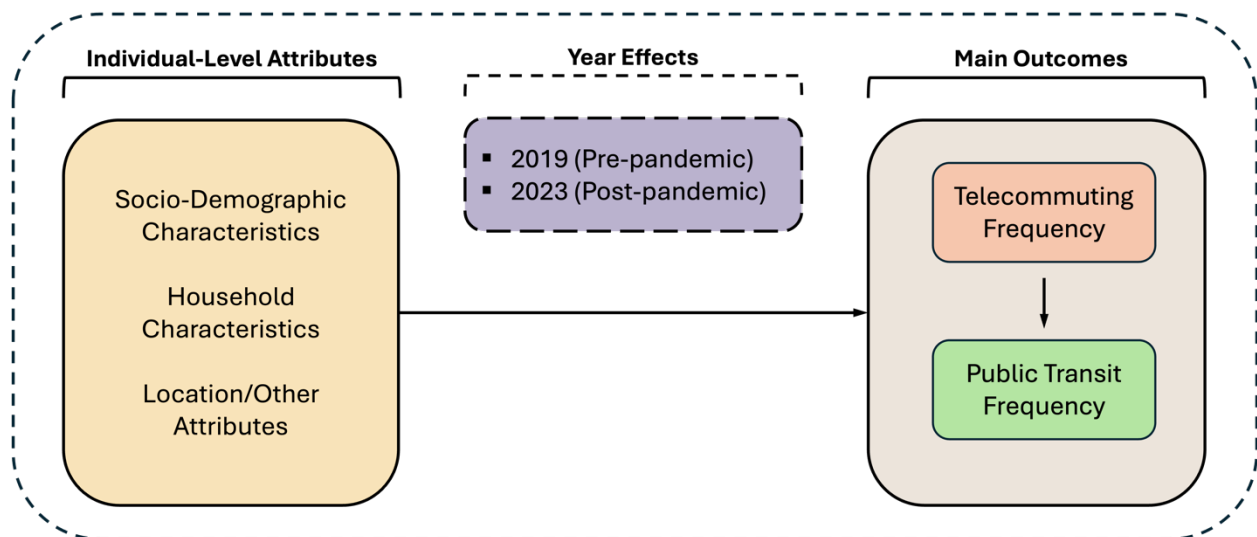 Individual-Level Attributes
Socio-Demographic
Characteristics
Household
Characteristics
Location/Other
Attributes
Year Effects
▪ 2019 (Pre-pandemic)
▪ 2023 (Post-pandemic)
Main Outcomes
Telecommuting
Frequency
Public Transit
Frequency